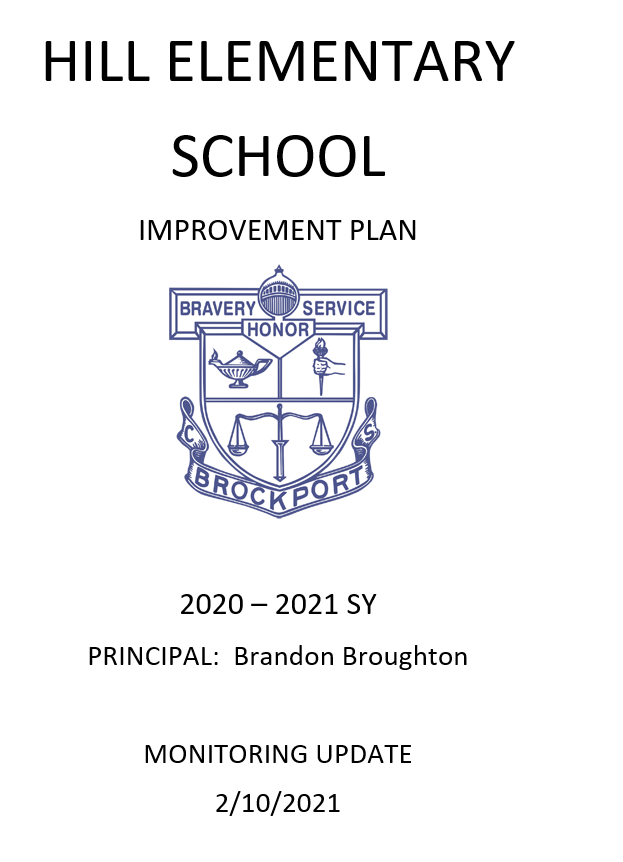 HILL ELEMENTARY
SCHOOL
IMPROVEMENT PLAN
BRAVERY SERVICE
HONOR
C S
BROCKPORT
2020 – 2021 SY
PRINCIPAL:  Brandon Broughton
MONITORING UPDATE
2/10/2021